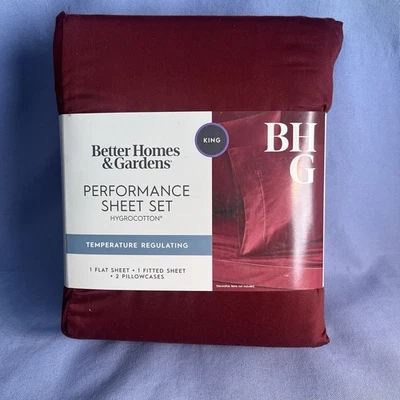 Better Homes
& Gardens
KING
BH
G
PERFORMANCE
SHEET SET
HYGROCOTTON®
TEMPERATURE REGULATING
1 FLAT SHEET • 1 FITTED SHEET
• 2 PILLOWCASES